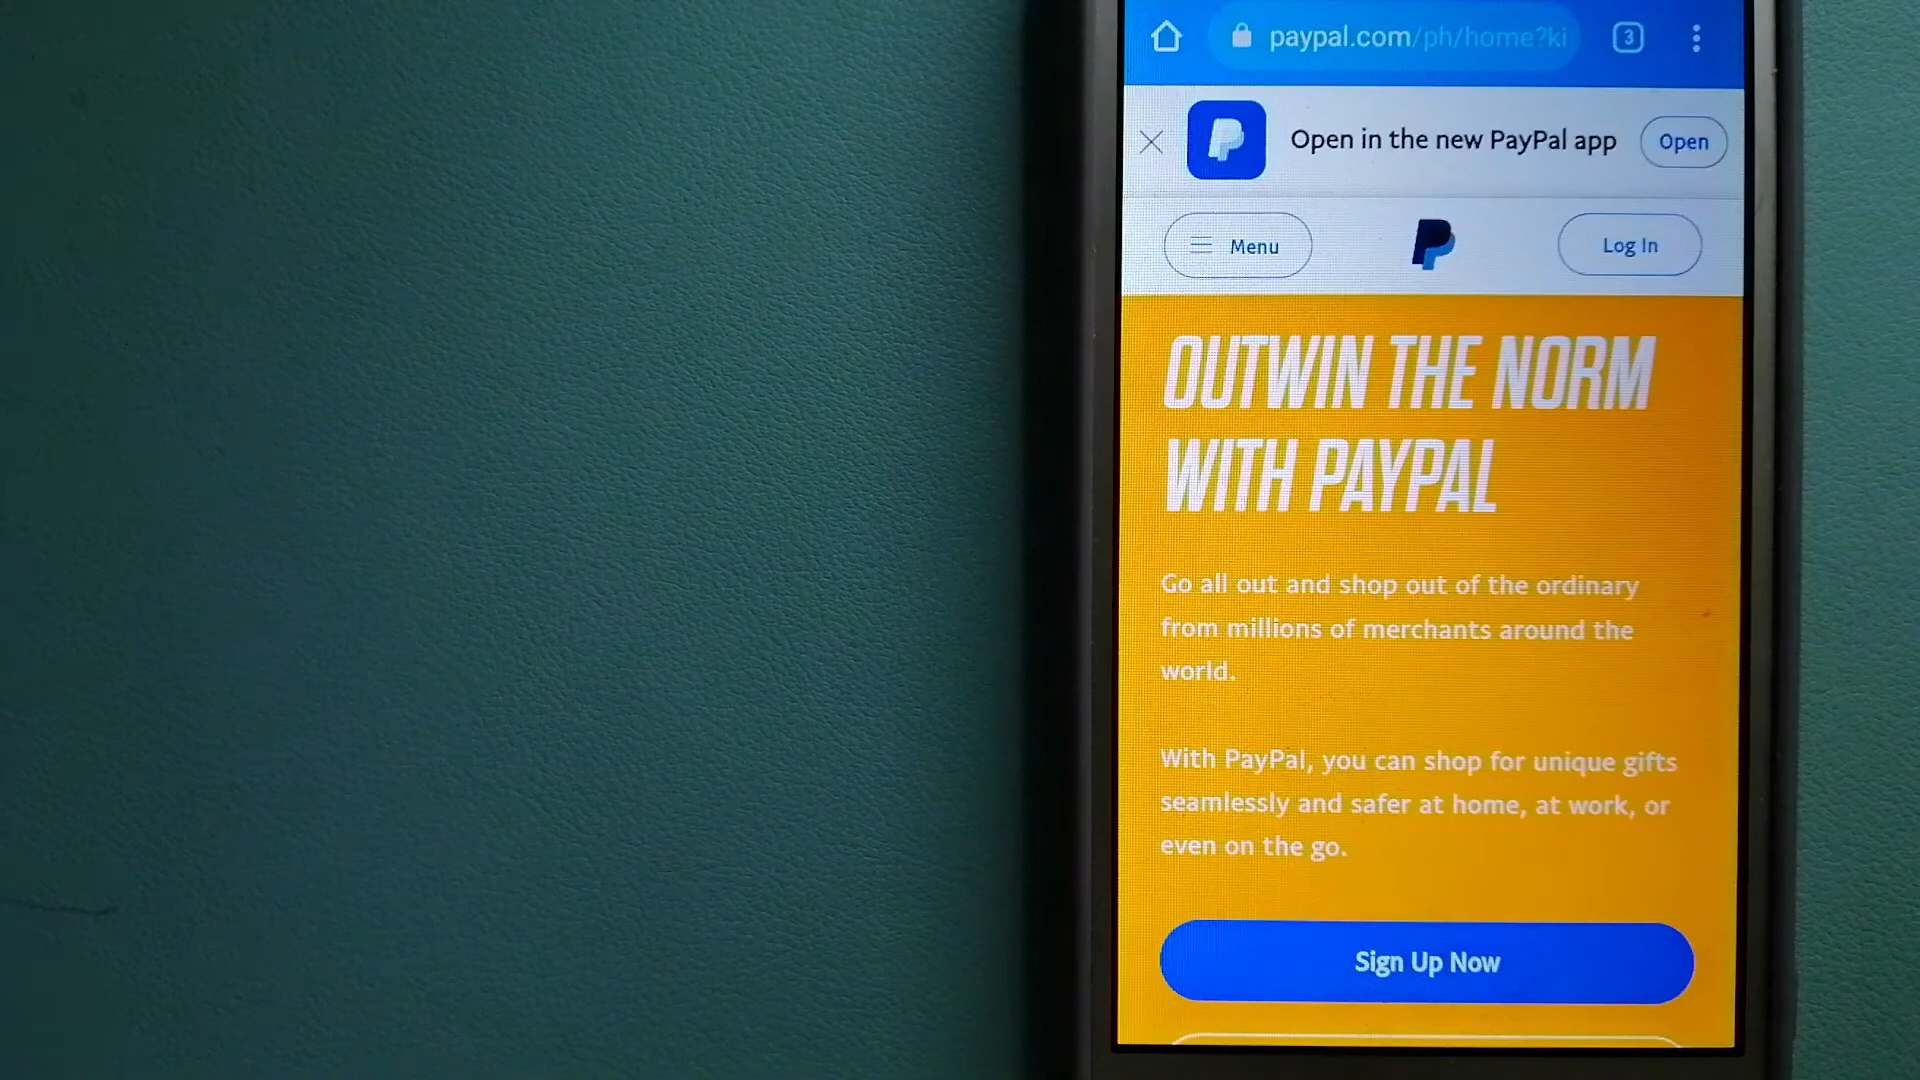 paypal.com/ph/home?ki
3
Open in the new PayPal app
Open
Menu
Log In
OUTWIN THE NORM
WITH PAYPAL
Go all out and shop out of the ordinary
from millions of merchants around the
world.
With PayPal, you can shop for unique gifts
seamlessly and safer at home, at work, or
even on the go.
Sign Up Now